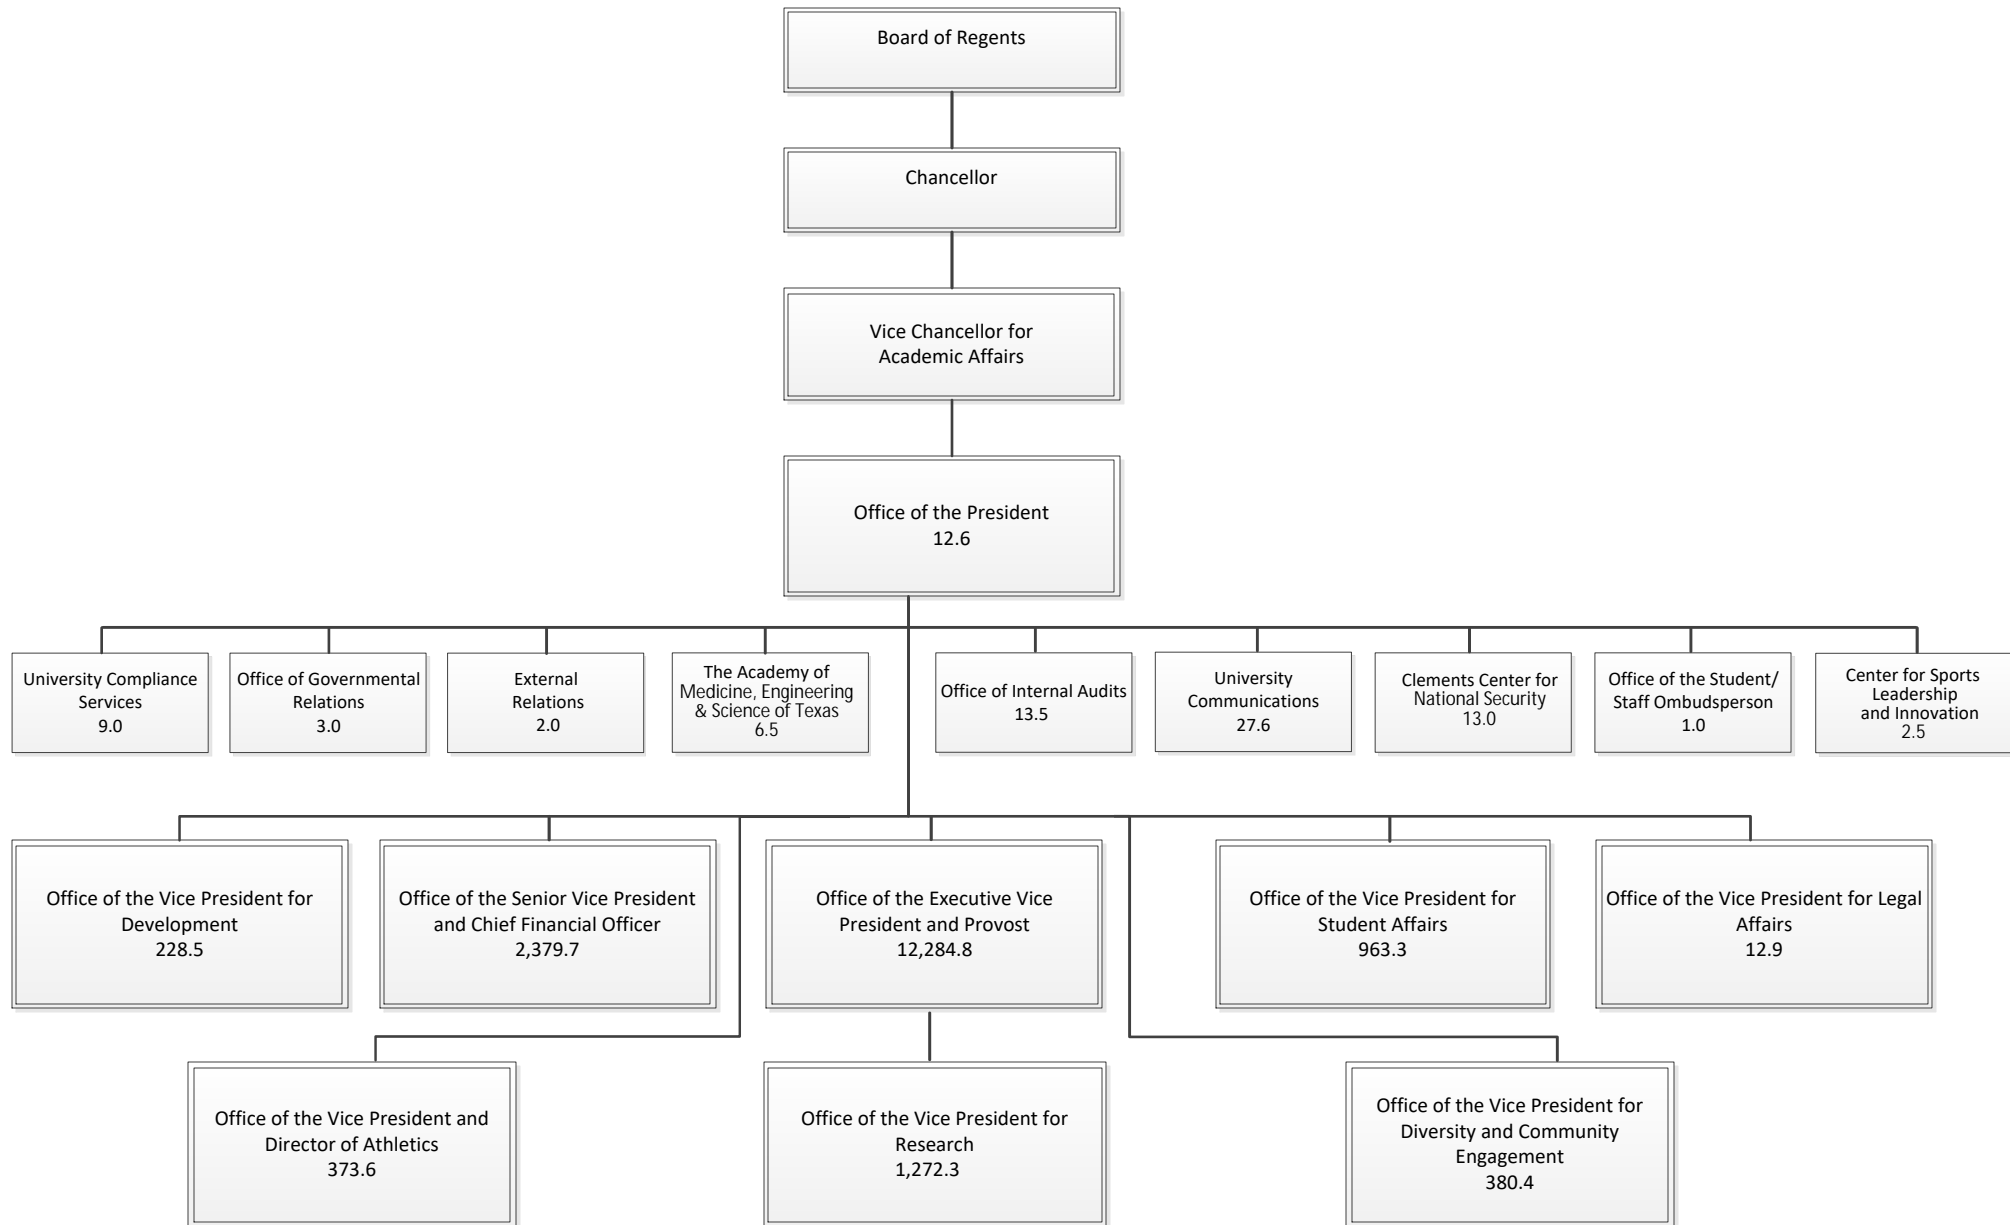 Board of Regents
Chancellor
Vice Chancellor for
Academic Affairs
Office of the President
12.6
University Compliance
Services
9.0
Office of Governmental
Relations
3.0
External
Relations
2.0
The Academy of
Medicine, Engineering
& Science of Texas
6.5
Office of Internal Audits
13.5
University
Communications
27.6
Clements Center for
National Security
13.0
Office of the Student/
Staff Ombudsperson
1.0
Center for Sports
Leadership
and Innovation
2.5
Office of the Vice President for
Development
228.5
Office of the Senior Vice President
and Chief Financial Officer
2,379.7
Office of the Executive Vice
President and Provost
12,284.8
Office of the Vice President for
Student Affairs
963.3
Office of the Vice President for Legal
Affairs
12.9
Office of the Vice President and
Director of Athletics
373.6
Office of the Vice President for
Research
1,272.3
Office of the Vice President for
Diversity and Community
Engagement
380.4